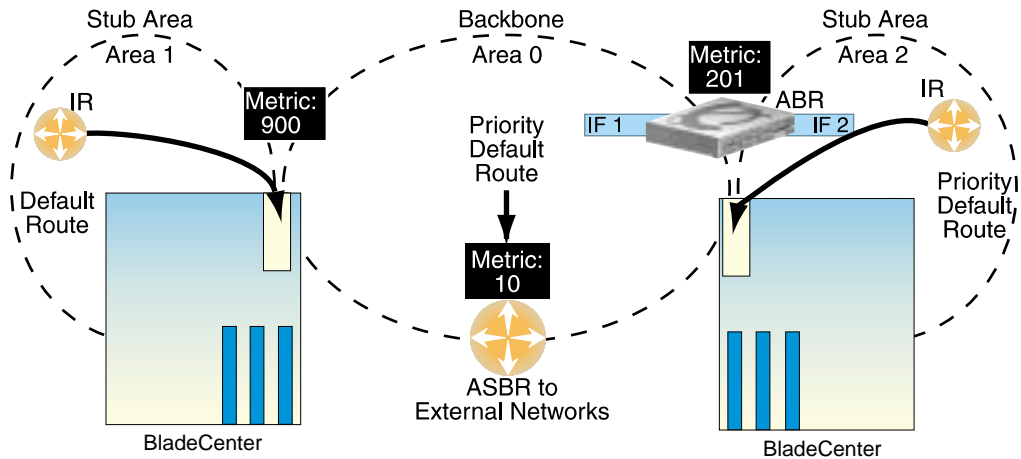 Stub Area
Area 1
IR
Metric:
900
Default
Route
BladeCenter
Backbone
Area 0
Priority
Default
Route
Metric:
10
ASBR to
External Networks
Stub Area
Area 2
Metric:
201
ABR
IF 1
IF 2
IR
Priority
Default
Route
BladeCenter